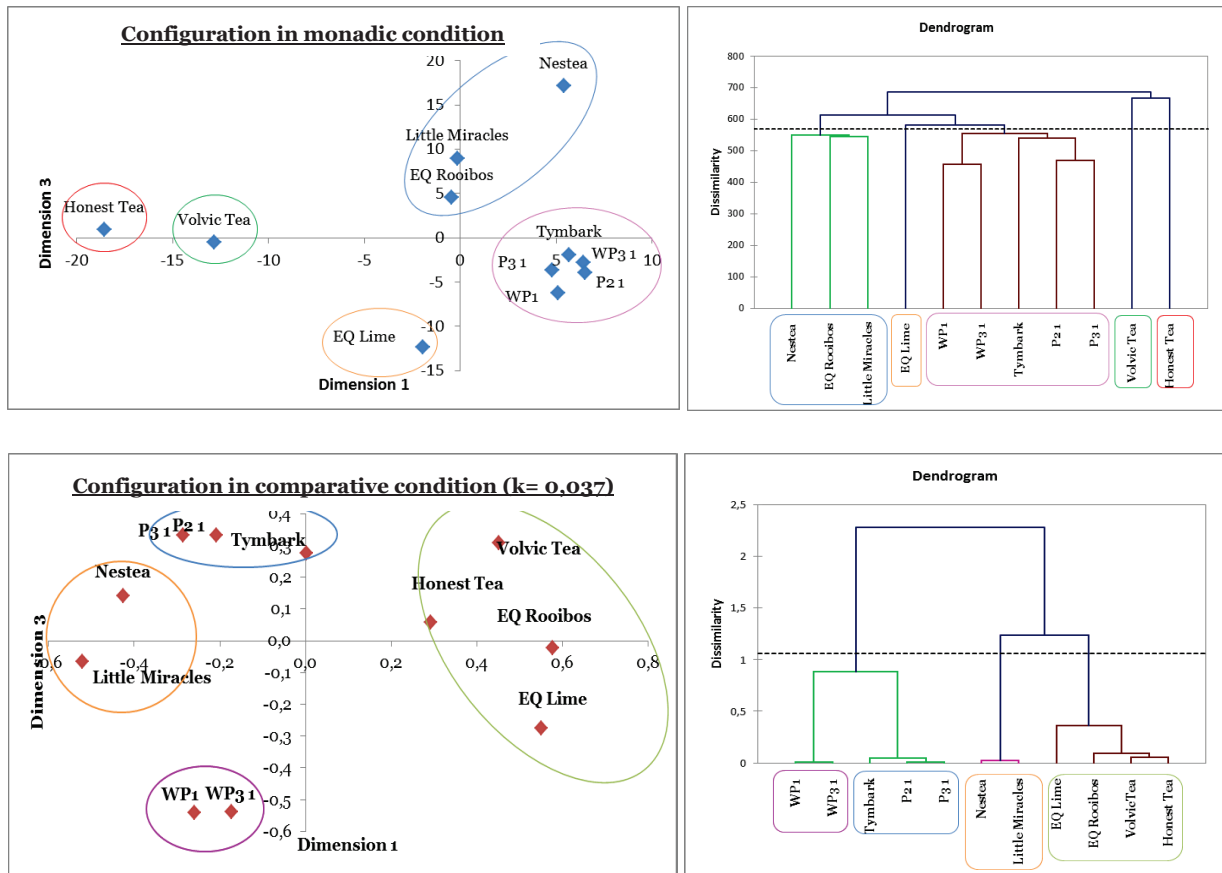 Configuration in monadic condition
20
Nestea
15
Little Miracles
10
EQ Rooibos
5
Dimension 3
Honest Tea
Volvic Tea
0
-20
-15
-10
-5
0
5
10
Tymbark
WP3 1
P3 1
P2 1
-5
WP1
-10
EQ Lime
-15
Dimension 1
Dendrogram
Dissimilarity
800
700
600
500
400
300
200
100
0
Nestea
EQ Rooibos
Little Miracles
EQ Lime
WP1
WP3 1
Tymbark
P2 1
P3 1
Volvic Tea
Honest Tea
Configuration in comparative condition (k= 0,037)
0,4
P3 1
P2 1
Tymbark
0,3
Volvic Tea
Nestea
0,2
Honest Tea
0,1
EQ Rooibos
Dimension 3
0,0
-0,6
-0,4
-0,2
0,0
0,2
0,4
0,6
0,8
Little Miracles
-0,1
-0,2
EQ Lime
-0,3
-0,4
WP1
WP3 1
-0,5
-0,6
Dimension 1
Dendrogram
Dissimilarity
2,5
2
1,5
1
0,5
0
WP1
WP3 1
Tymbark
P2 1
P3 1
Nestea
Little Miracles
EQ Lime
EQ Rooibos
Volvic Tea
Honest Tea